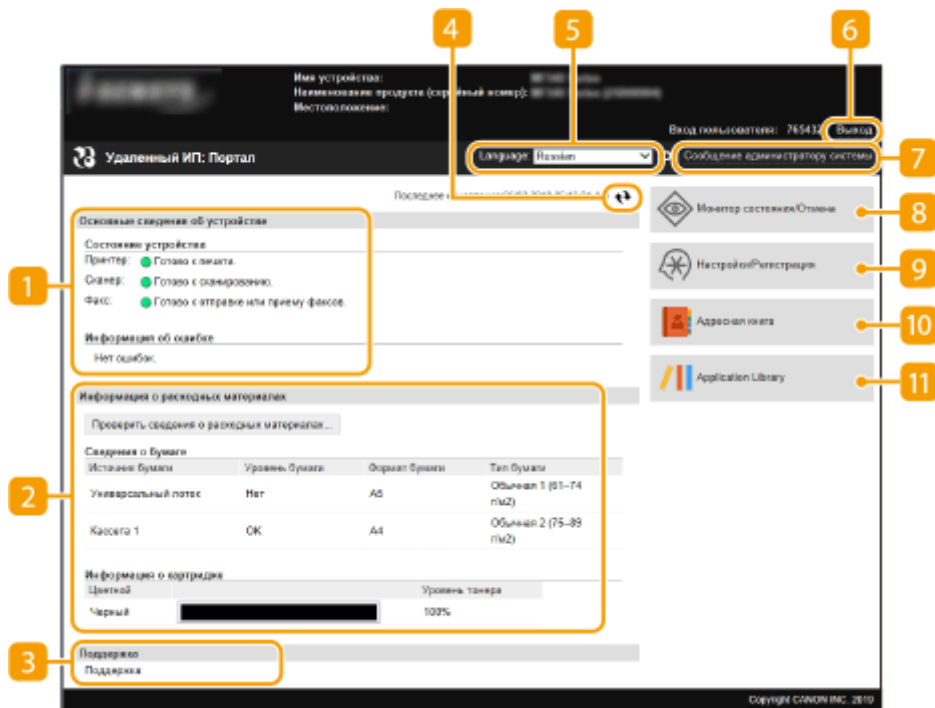 4
5
6
Имя устройства:
Наименование продукта (серийный номер):
Местоположение:
Вход пользователя: 765432 Выход
Удаленный ИП: Портал
Language: Russian
Сообщение администратору системы
7
Последнее
Основные сведения об устройстве
Состояние устройства
Принтер: Готово к печати.
Сканер: Готово к сканированию.
Факс: Готово к отправке или приему факсов.
Информация об ошибке
Нет ошибок.
1
Монитор состояния/Отмена
8
Настройки/Регистрация
9
Адресная книга
10
Application Library
11
Информация о расходных материалах
Проверить сведения о расходных материалах...
Сведения о бумаге
Источник бумаги Уровень бумаги Формат бумаги Тип бумаги
Универсальный лоток Нет A5 Обычная 1 (61–74 г/м2)
Кассета 1 OK A4 Обычная 2 (75–89 г/м2)
2
Информация о картридже
Цветной Уровень тонера
Черный 100%
3
Поддержка
Поддержка
Copyright CANON INC. 2019